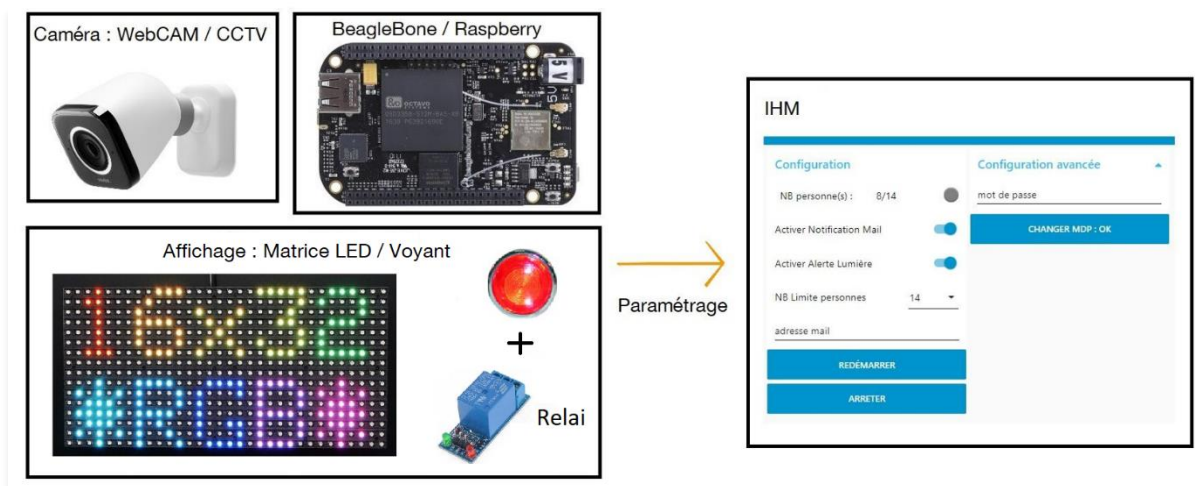 Caméra : WebCAM / CCTV
BeagleBone / Raspberry
5V
Affichage : Matrice LED / Voyant
16x32
*RGB*
+
Relai
Paramétrage
IHM
Configuration
NB personne(s) : 8/14
Activer Notification Mail
Activer Alerte Lumière
NB Limite personnes 14
adresse mail
REDÉMARRER
ARRETER
Configuration avancée
mot de passe
CHANGER MDP : OK